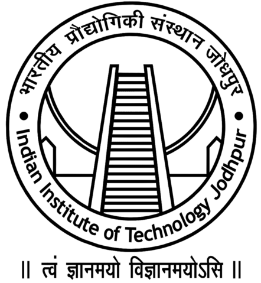 भारतीय प्रौद्योगिकी संस्थान जोधपुर
Indian Institute of Technology Jodhpur
॥ त्वं ज्ञानमयो विज्ञानमयोऽसि ॥